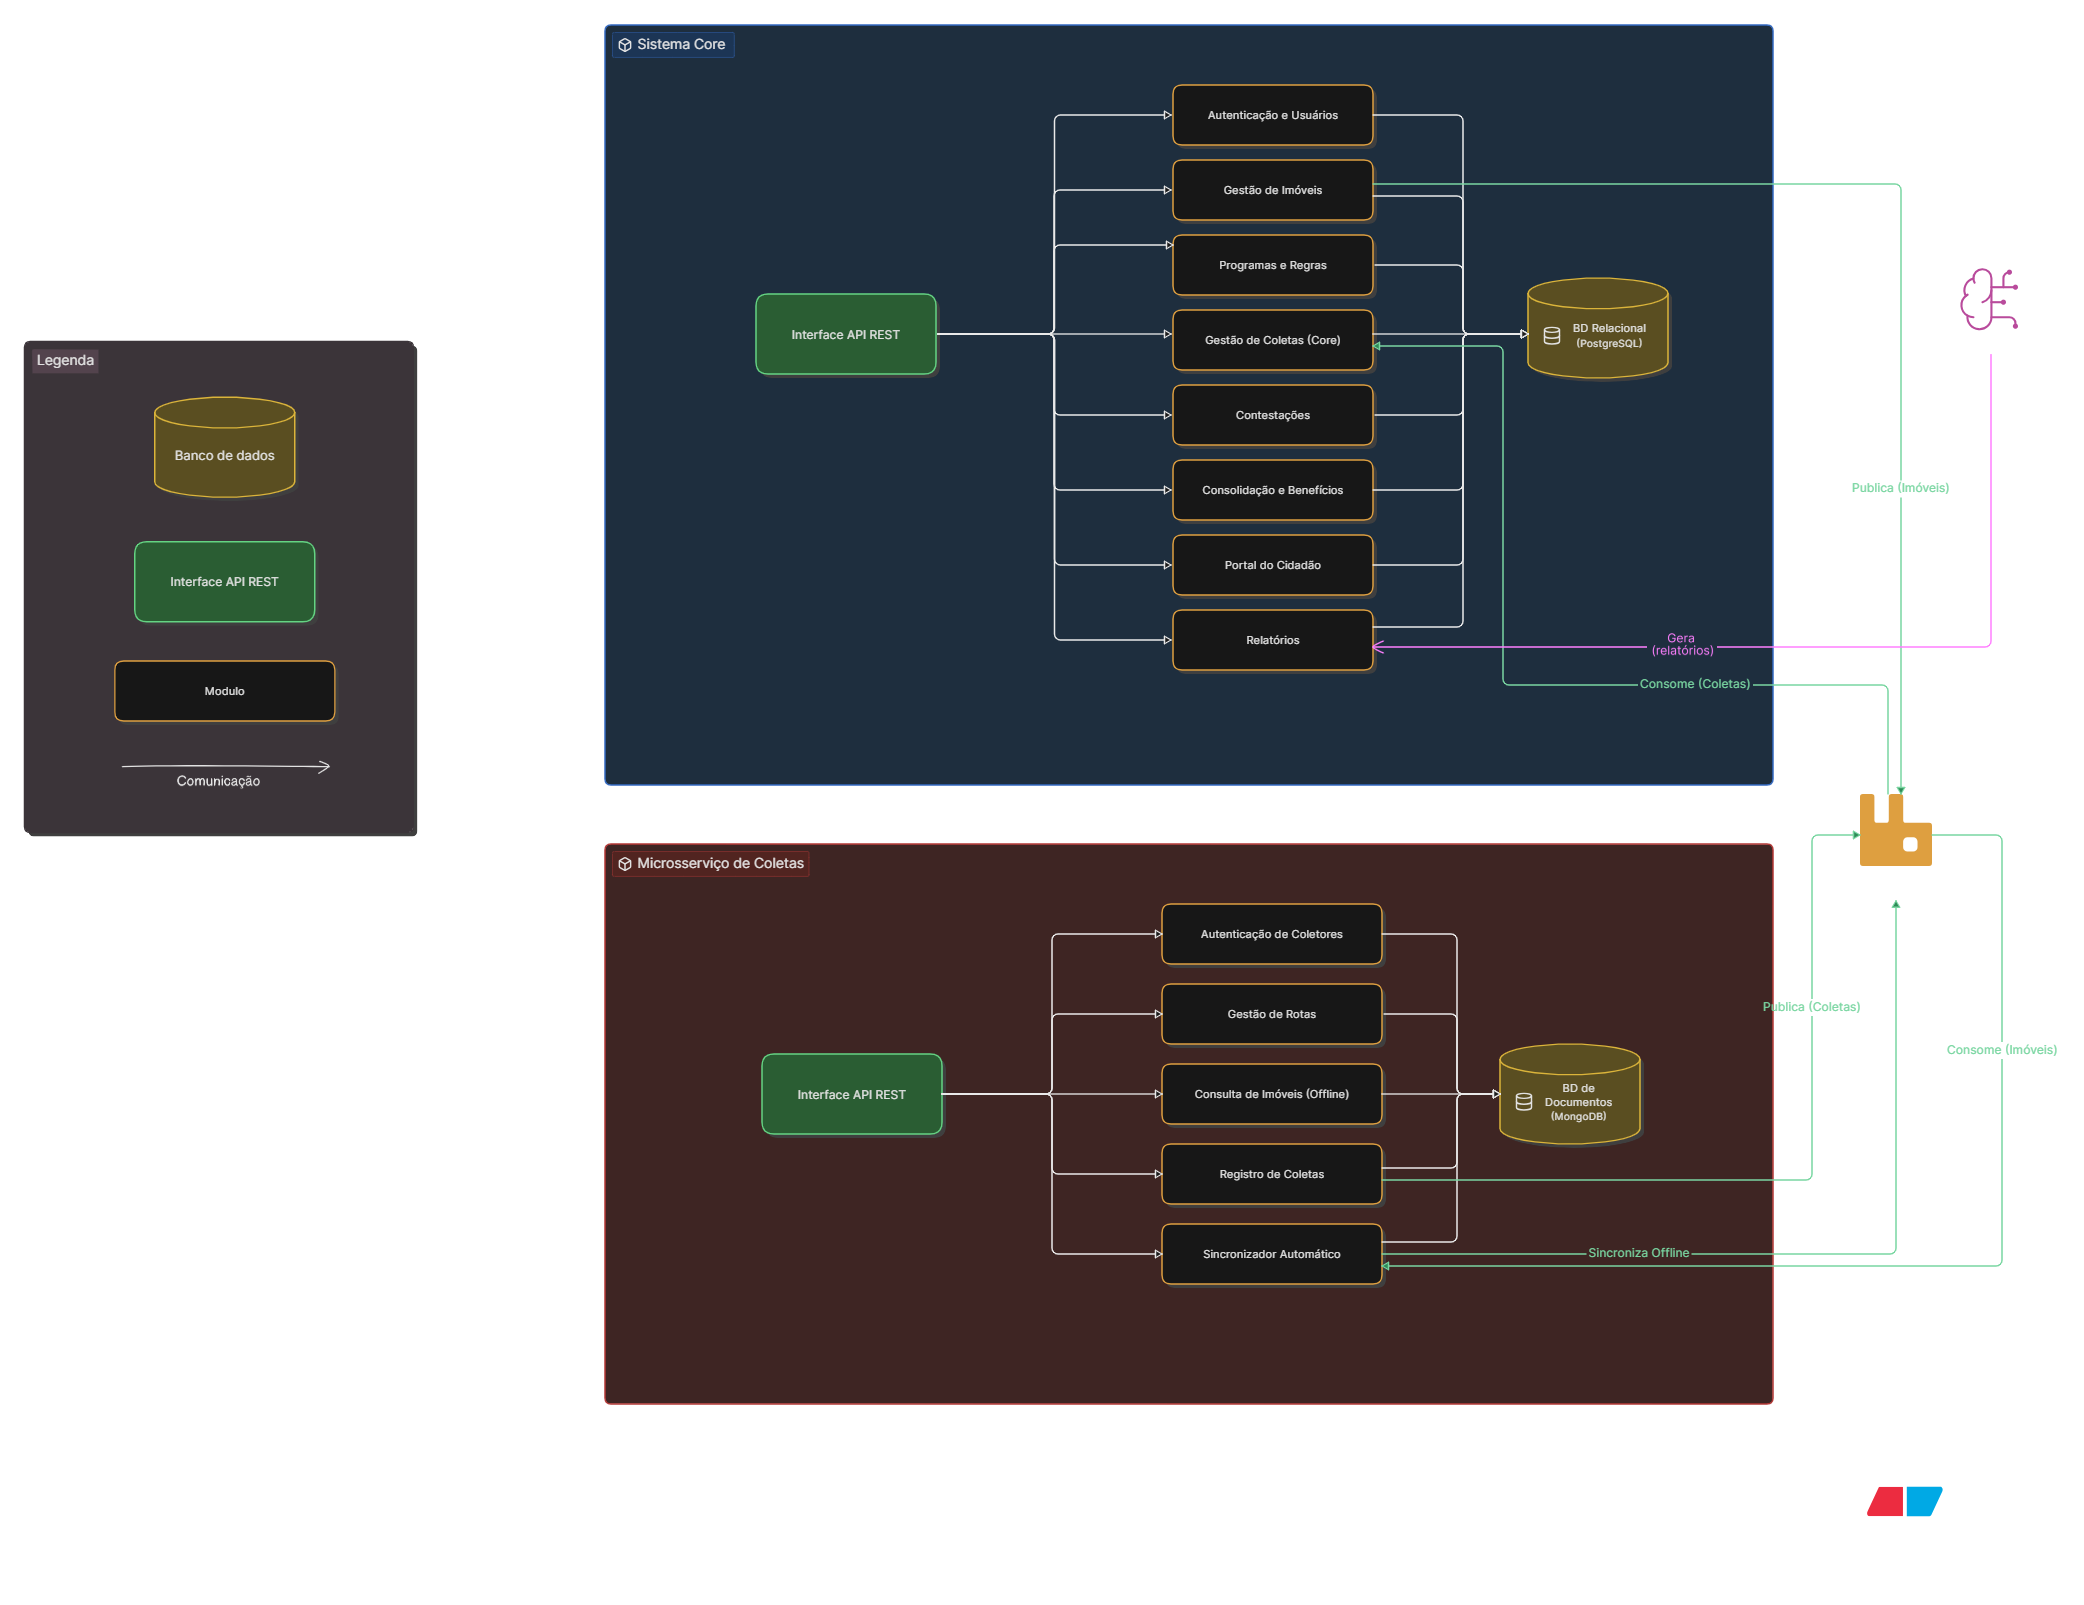 Sistema Core
Autenticação e Usuários
Gestão de Imóveis
Programas e Regras
Interface API REST
Gestão de Coletas (Core)
BD Relacional
(PostgreSQL)
Contestações
Consolidação e Benefícios
Portal do Cidadão
Relatórios
Publica (Imóveis)
Gera
(relatórios)
Consome (Coletas)
Legenda
Banco de dados
Interface API REST
Modulo
Comunicação
Microsserviço de Coletas
Autenticação de Coletores
Gestão de Rotas
Interface API REST
Consulta de Imóveis (Offline)
BD de
Documentos
(MongoDB)
Registro de Coletas
Sincronizador Automático
Publica (Coletas)
Consome (Imóveis)
Sincroniza Offline